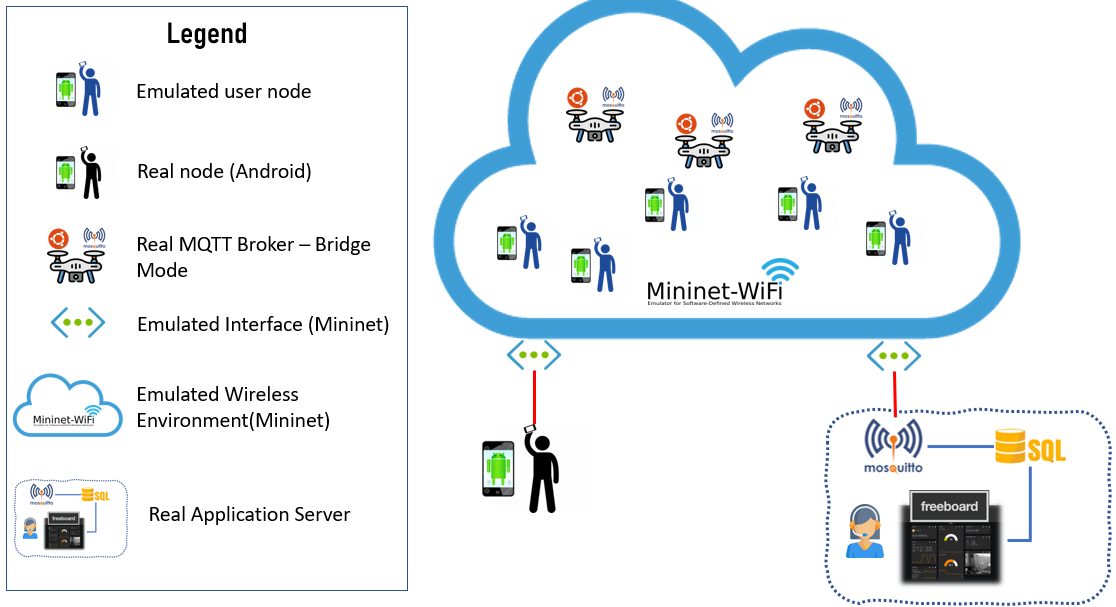 Legend
Emulated user node
Real node (Android)
mosquitto
Real MQTT Broker – Bridge
Mode
Emulated Interface (Mininet)
Emulated Wireless
Environment(Mininet)
Mininet-WiFi
mosquitto
SQL
freeboard
Real Application Server
mosquitto
mosquitto
mosquitto
Mininet-WiFi
Emulator for Software-Defined Wireless Networks
mosquitto
SQL
freeboard